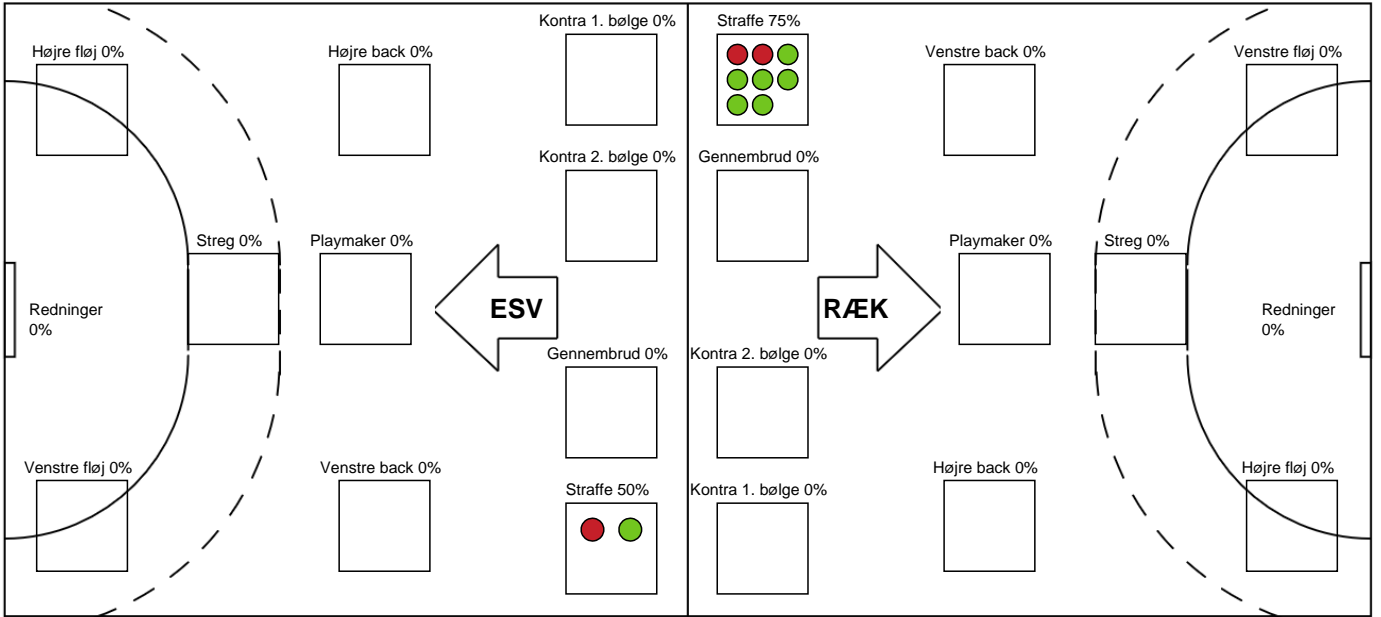 Kontra 1. bølge 0%
Straffe 75%
Højre fløj 0%
Højre back 0%
Venstre back 0%
Venstre fløj 0%
Kontra 2. bølge 0%
Gennembrud 0%
Streg 0%
Playmaker 0%
Playmaker 0%
Streg 0%
Redninger
0%
ESV
RÆK
Redninger
0%
Gennembrud 0%
Kontra 2. bølge 0%
Venstre fløj 0%
Venstre back 0%
Højre back 0%
Højre fløj 0%
Straffe 50%
Kontra 1. bølge 0%